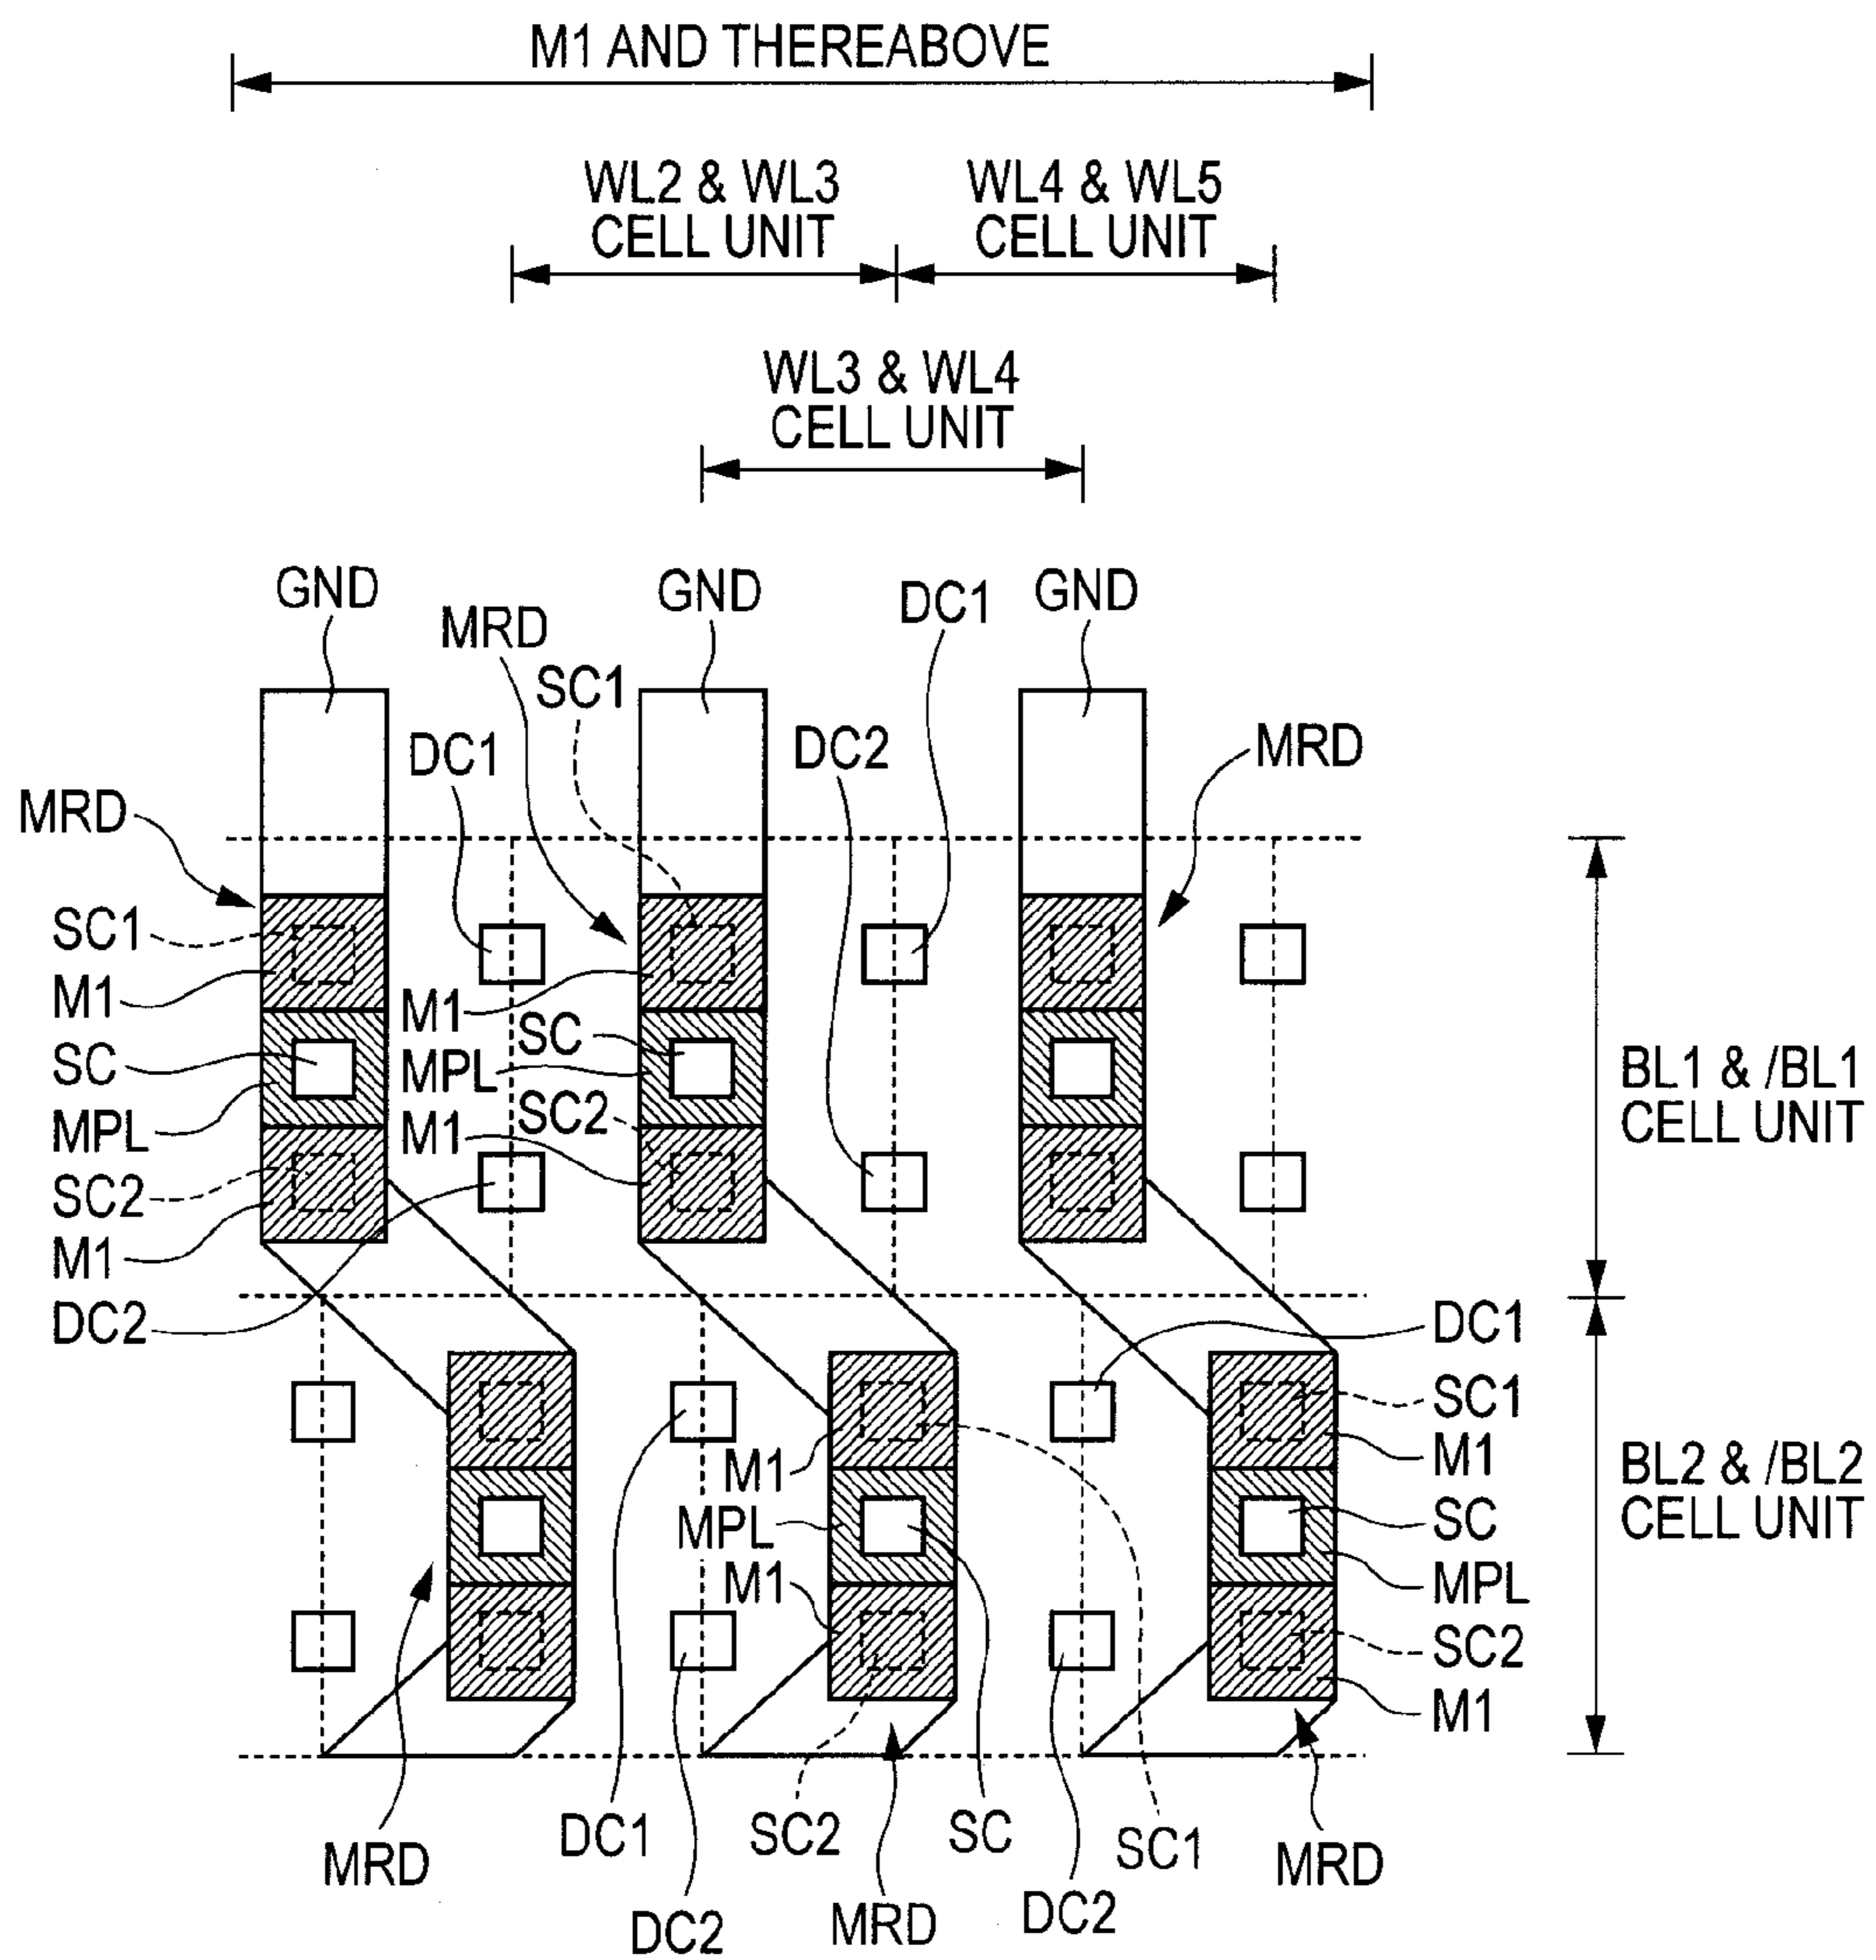 M1 AND THEREABOVE
WL2 & WL3
CELL UNIT
WL4 & WL5
CELL UNIT
WL3 & WL4
CELL UNIT
GND
GND
DC1
GND
MRD
SC1
DC1
DC2
MRD
MRD
SC1
M1
M1
SC
SC
MPL
MPL
SC2
M1
SC2
M1
DC2
BL1 & /BL1
CELL UNIT
DC1
SC1
M1
M1
SC
MPL
MPL
M1
SC2
M1
BL2 & /BL2
CELL UNIT
DC1
SC2
SC
SC1
MRD
MRD
DC2
MRD
DC2